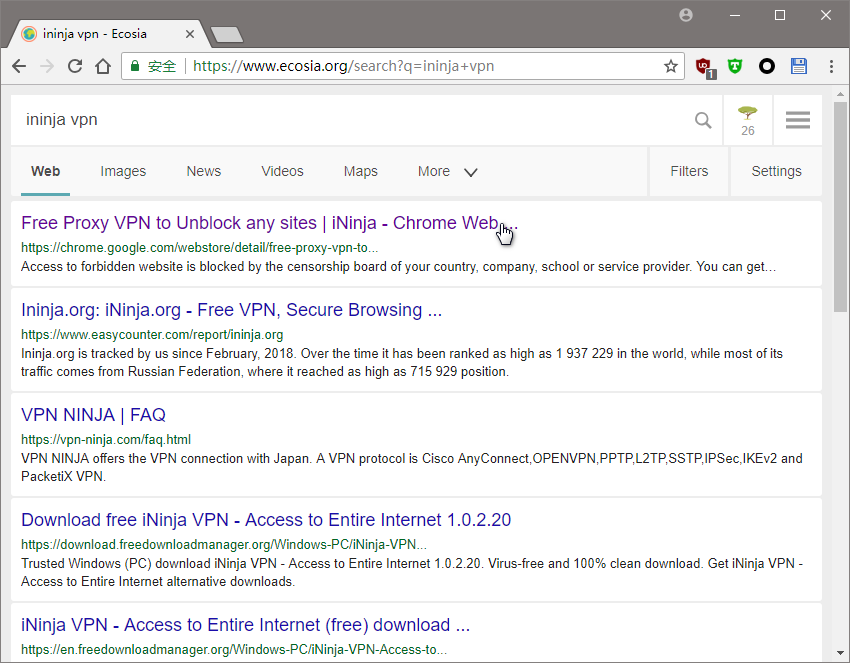 ininja vpn - Ecosia
安全
https://www.ecosia.org/search?q=ininja+vpn
1
ininja vpn
26
Web Images News Videos Maps More Filters Settings
Free Proxy VPN to Unblock any sites | iNinja - Chrome Web ...
https://chrome.google.com/webstore/detail/free-proxy-vpn-to...
Access to forbidden website is blocked by the censorship board of your country, company, school or service provider. You can get…
Ininja.org: iNinja.org - Free VPN, Secure Browsing ...
https://www.easycounter.com/report/ininja.org
Ininja.org is tracked by us since February, 2018. Over the time it has been ranked as high as 1 937 229 in the world, while most of its
traffic comes from Russian Federation, where it reached as high as 715 929 position.
VPN NINJA | FAQ
https://vpn-ninja.com/faq.html
VPN NINJA offers the VPN connection with Japan. A VPN protocol is Cisco AnyConnect,OPENVPN,PPTP,L2TP,SSTP,IPSec,IKEv2 and
PacketiX VPN.
Download free iNinja VPN - Access to Entire Internet 1.0.2.20
https://download.freedownloadmanager.org/Windows-PC/iNinja-VPN...
Trusted Windows (PC) download iNinja VPN - Access to Entire Internet 1.0.2.20. Virus-free and 100% clean download. Get iNinja VPN -
Access to Entire Internet alternative downloads.
iNinja VPN - Access to Entire Internet (free) download ...
https://en.freedownloadmanager.org/Windows-PC/iNinja-VPN-Access-to...